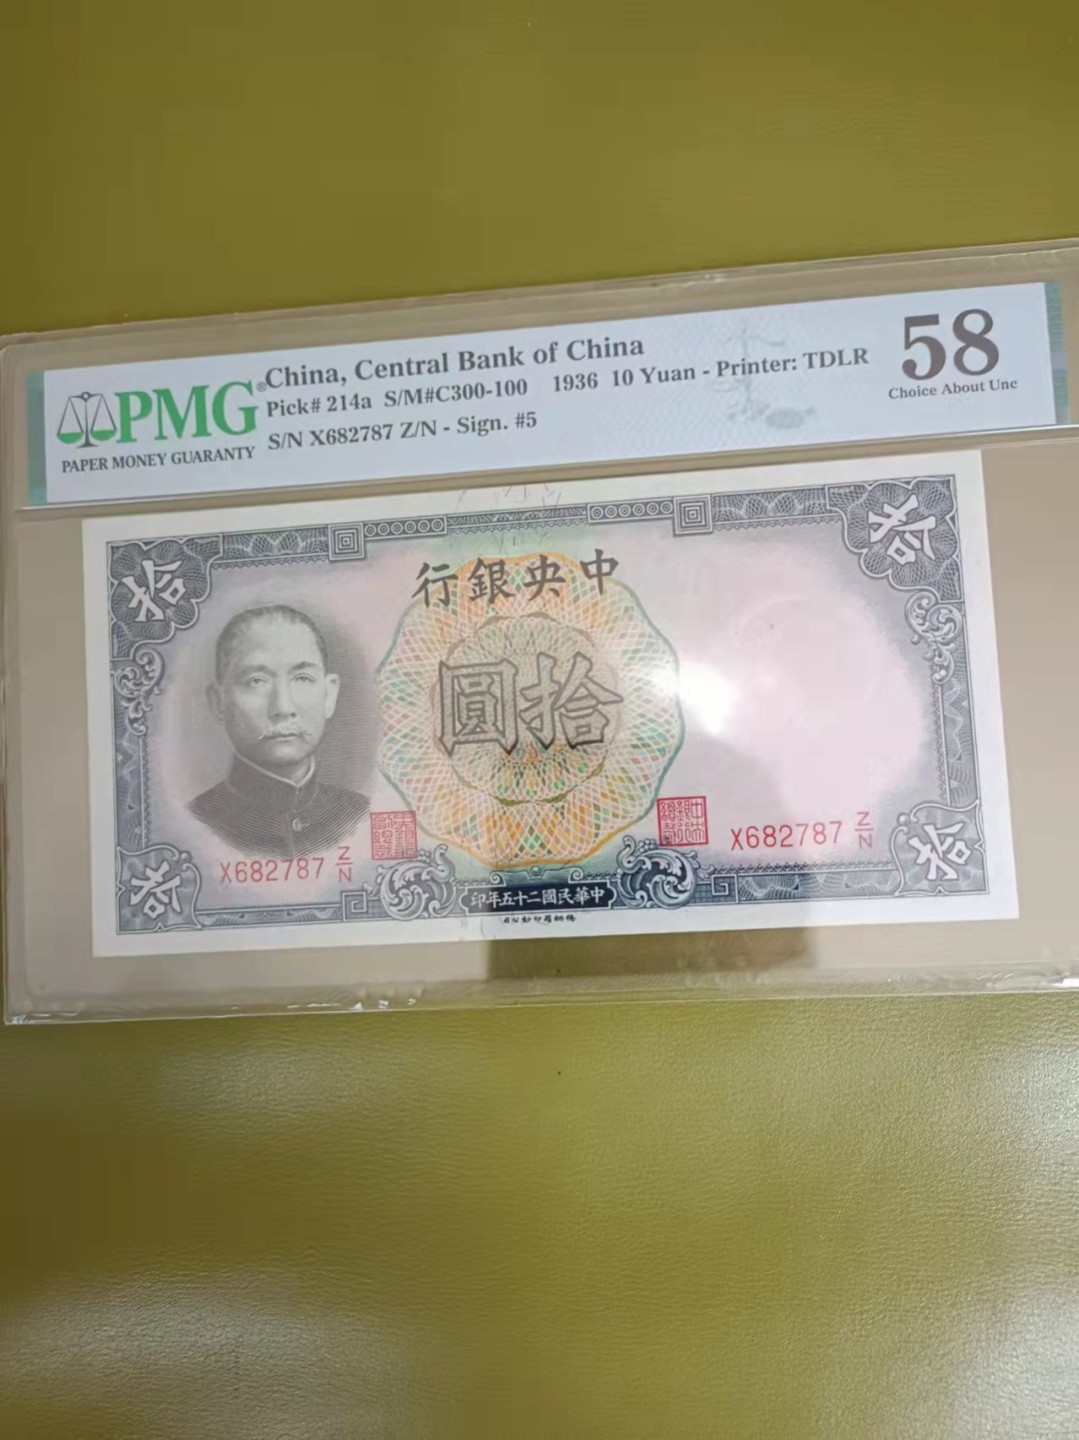 PMG®
PAPER MONEY GUARANTY
China, Central Bank of China
Pick# 214a S/M#C300-100 1936 10 Yuan - Printer: TDLR
S/N X682787 Z/N - Sign. #5
58
Choice About Unc
拾
拾
行銀央中
圓拾
X682787 Z/N
X682787 Z/N
拾
拾
印年五十二國民華中